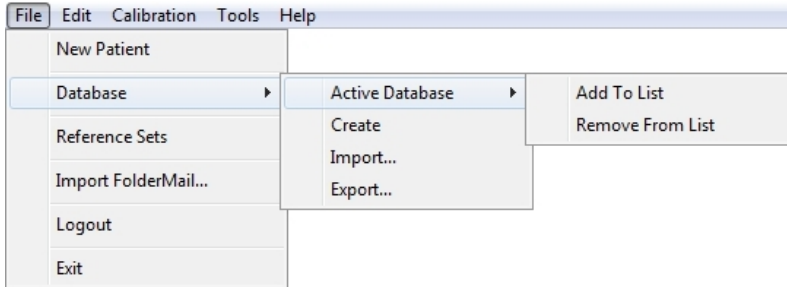 File Edit Calibration Tools Help
New Patient
Database
Reference Sets
Import FolderMail...
Logout
Exit
Active Database
Create
Import...
Export...
Add To List
Remove From List